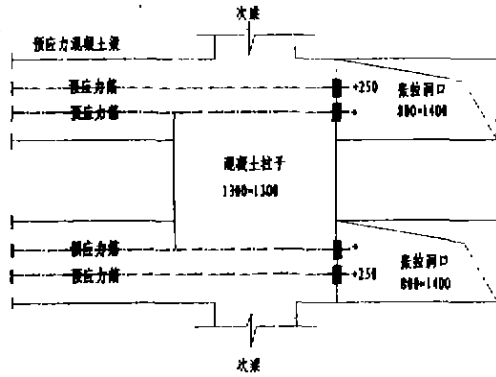 次梁
预应力混凝土梁
预应力筋
+250
张拉洞口
800×1400
预应力筋
混凝土柱子
1300×1300
预应力筋
预应力筋
+250
张拉洞口
800×1400
次梁